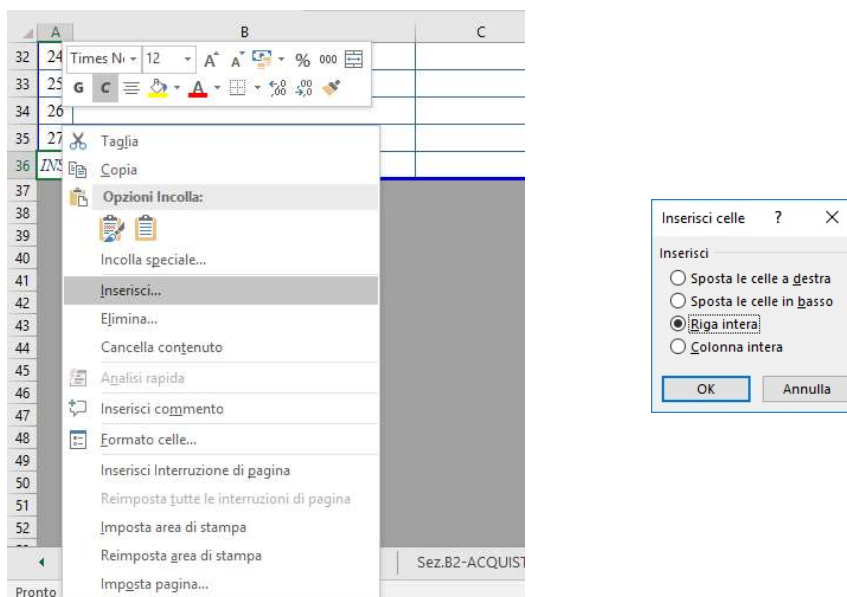 A B C
32 24 Times N 12 A A % 000
33 25 G C A ,00 ,00
34 26
35 27 Taglia
36 INS Copia
37 Opzioni Incolla:
38
39
40 Incolla speciale...
41 Inserisci...
42 Elimina...
43
44 Cancella contenuto
45 Analisi rapida
46
47 Inserisci commento
48 Formato celle...
49 Inserisci Interruzione di pagina
50
51 Reimposta tutte le interruzioni di pagina
52 Imposta area di stampa
Reimposta area di stampa Sez.B2-ACQUIST
Pronto Imposta pagina...
Inserisci celle ? X
Inserisci
Sposta le celle a destra
Sposta le celle in basso
Riga intera
Colonna intera
OK Annulla